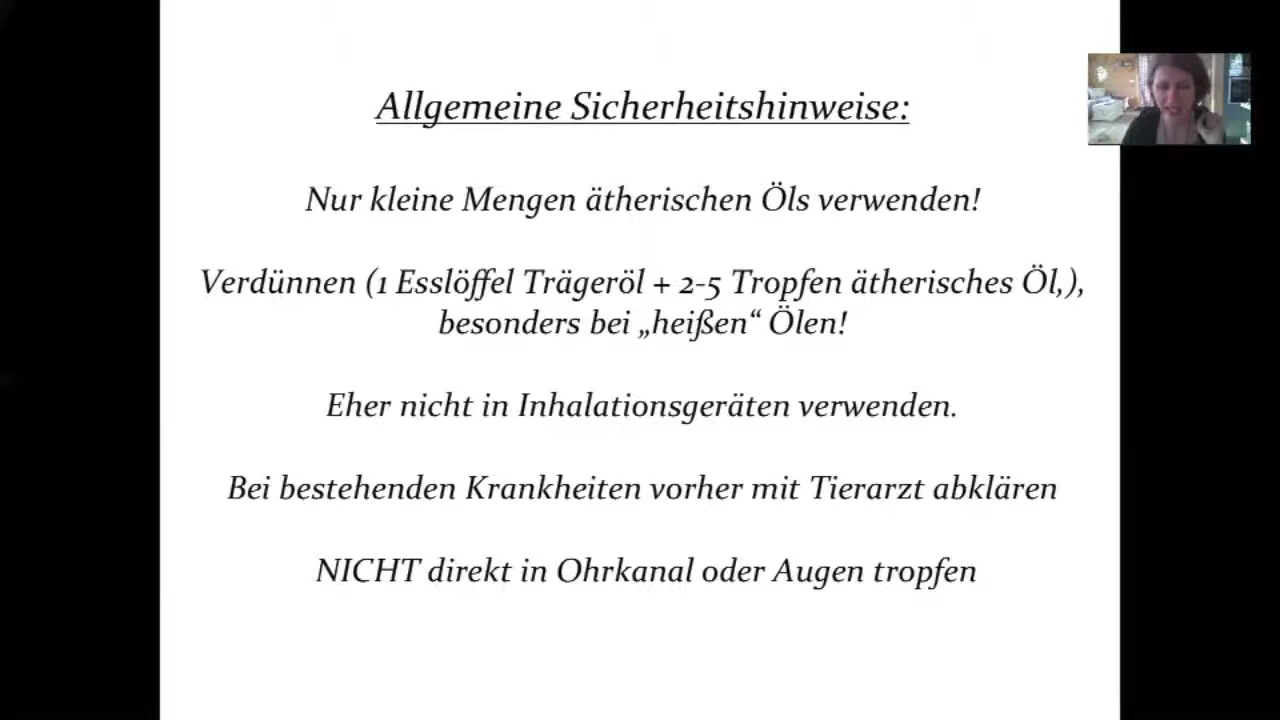 Allgemeine Sicherheitshinweise:
Nur kleine Mengen ätherischen Öls verwenden!
Verdünnen (1 Esslöffel Trägeröl + 2-5 Tropfen ätherisches Öl,),
besonders bei „heißen“ Ölen!
Eher nicht in Inhalationsgeräten verwenden.
Bei bestehenden Krankheiten vorher mit Tierarzt abklären
NICHT direkt in Ohrkanal oder Augen tropfen